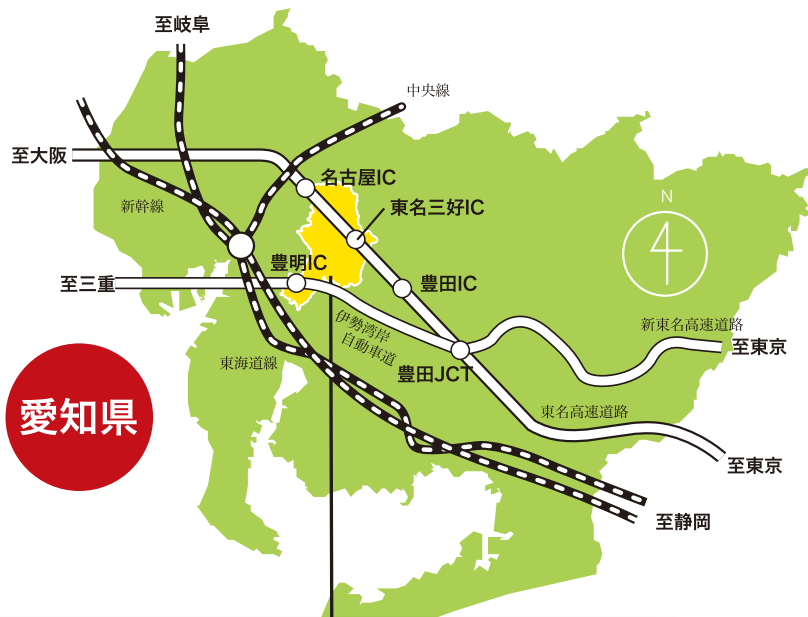 至岐阜
中央線
至大阪
名古屋IC
新幹線
東名三好IC
N
豊明IC
至三重
豊田IC
伊勢湾岸
自動車道
新東名高速道路
至東京
東海道線
豊田JCT
愛知県
東名高速道路
至東京
至静岡